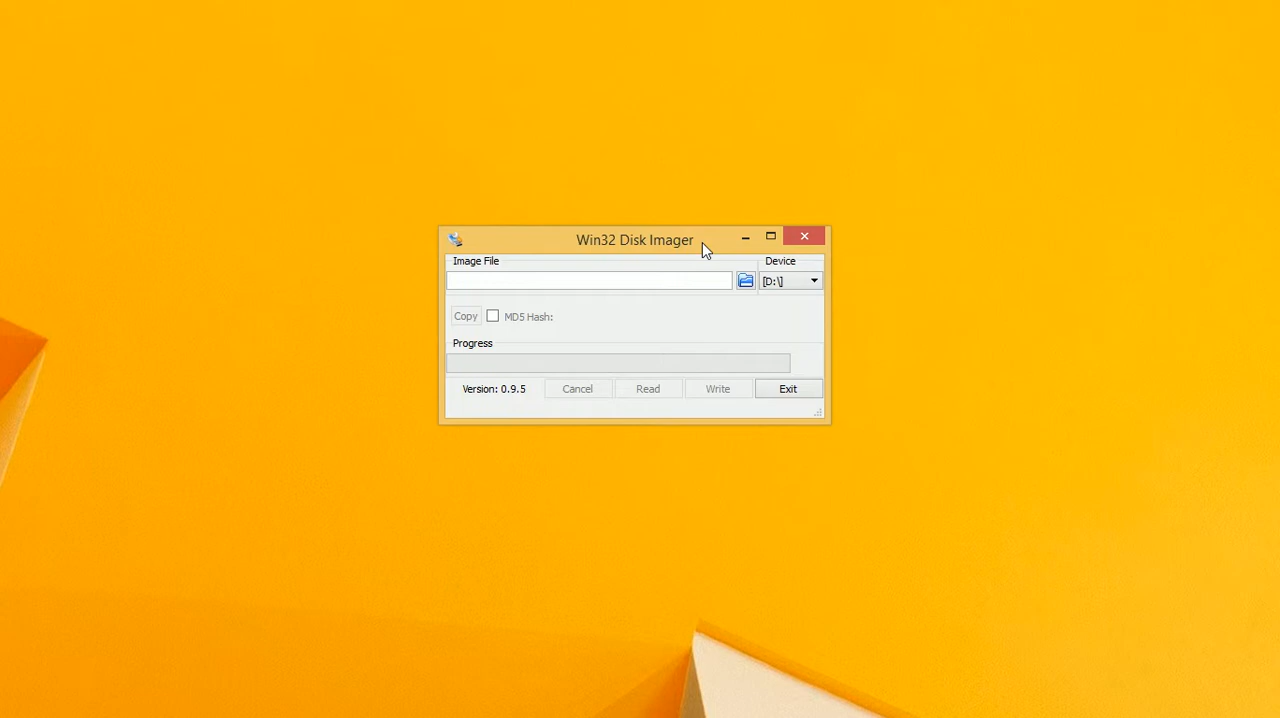 Win32 Disk Imager
Image File
Device
[D:\]
Copy
MD5 Hash:
Progress
Version: 0.9.5
Cancel
Read
Write
Exit